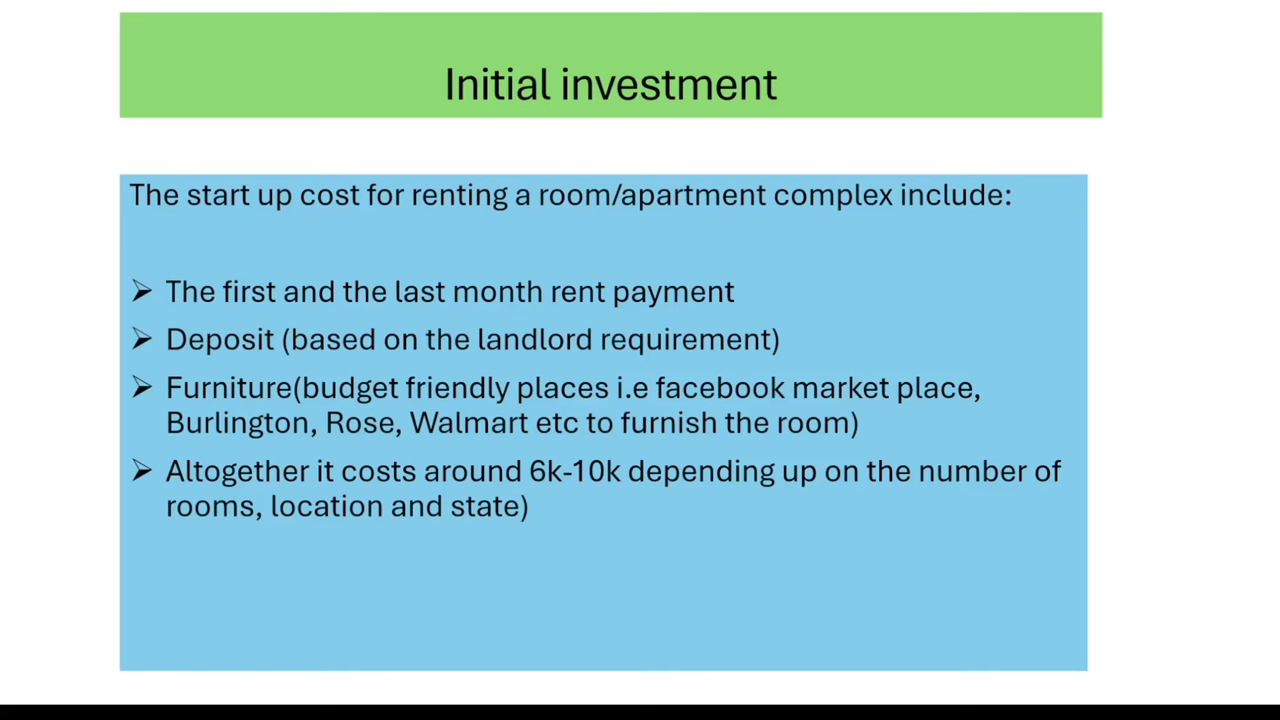 Initial investment
The start up cost for renting a room/apartment complex include:
➢ The first and the last month rent payment
➢ Deposit (based on the landlord requirement)
➢ Furniture(budget friendly places i.e facebook market place,
Burlington, Rose, Walmart etc to furnish the room)
➢ Altogether it costs around 6k-10k depending up on the number of
rooms, location and state)